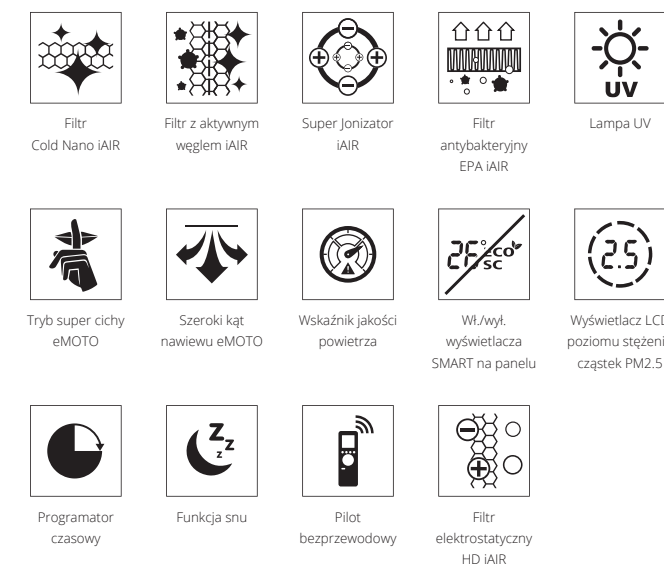 UV
Filtr
Cold Nano iAIR
Filtr z aktywnym
węglem iAIR
Super Jonizator
iAIR
Filtr
antybakteryjny
EPA iAIR
Lampa UV
eco
SC
2.5
Tryb super cichy
eMOTO
Szeroki kąt
nawiewu eMOTO
Wskaźnik jakości
powietrza
Wł./wył.
wyświetlacza
SMART na panelu
Wyświetlacz LCD
poziomu stężeni
cząstek PM2.5
Z z z
Programator
czasowy
Funkcja snu
Pilot
bezprzewodowy
Filtr
elektrostatyczny
HD iAIR